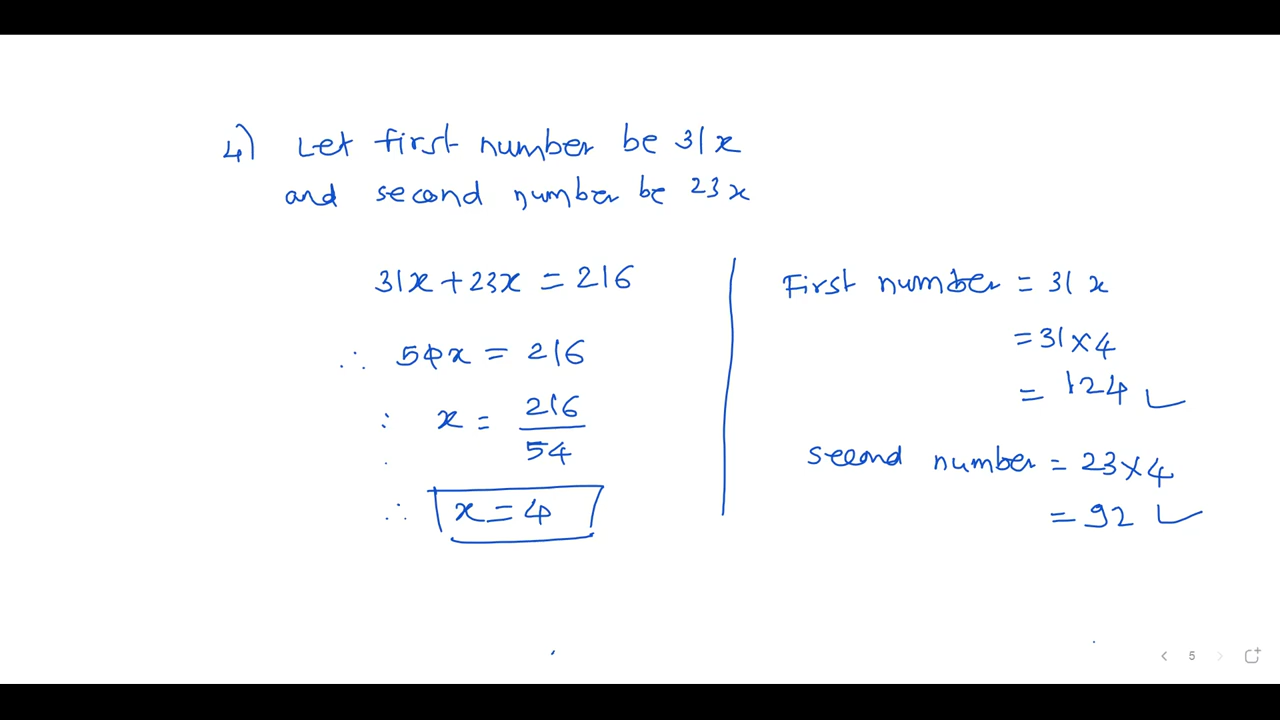 4) Let first number be 31x
and second number be 23x
31x + 23x = 216
∴ 54x = 216
∴ x = 216/54
∴ x = 4
First number = 31x
= 31 × 4
= 124 ✓
Second number = 23 × 4
= 92 ✓
5